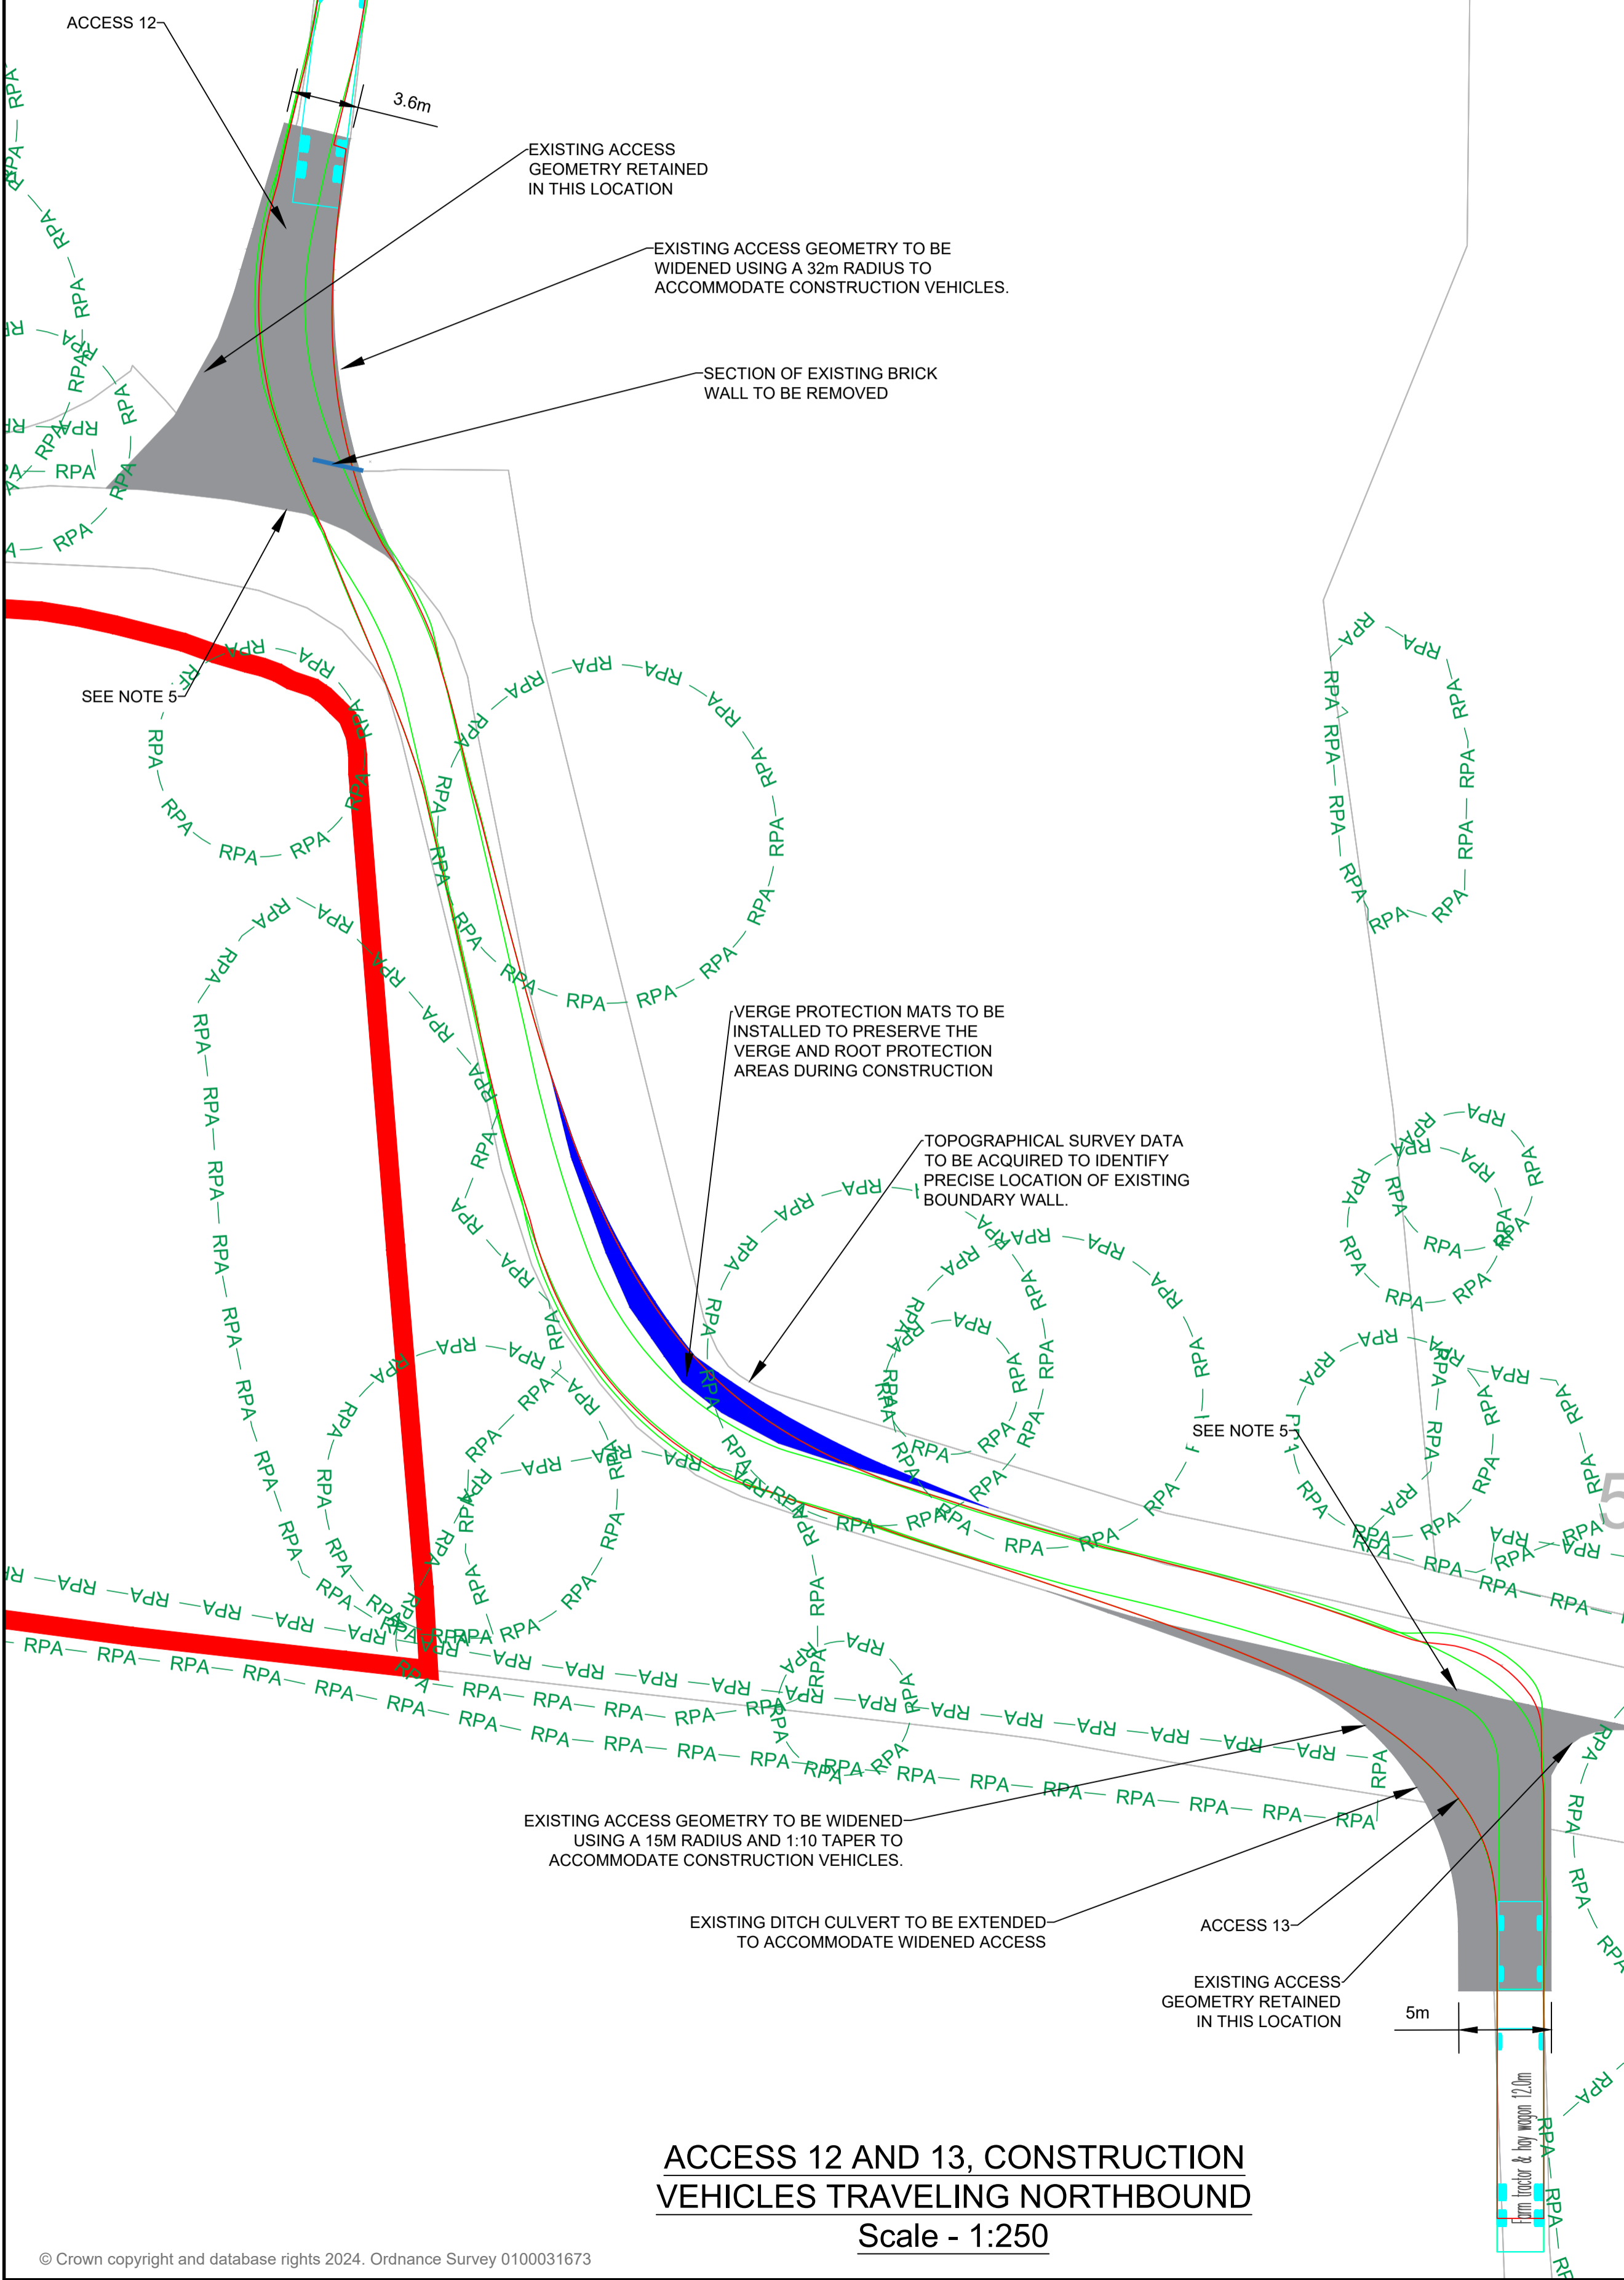 ACCESS 12
3.6m
EXISTING ACCESS
GEOMETRY RETAINED
IN THIS LOCATION
EXISTING ACCESS GEOMETRY TO BE
WIDENED USING A 32m RADIUS TO
ACCOMMODATE CONSTRUCTION VEHICLES.
SECTION OF EXISTING BRICK
WALL TO BE REMOVED
SEE NOTE 5
RPA
VERGE PROTECTION MATS TO BE
INSTALLED TO PRESERVE THE
VERGE AND ROOT PROTECTION
AREAS DURING CONSTRUCTION
TOPOGRAPHICAL SURVEY DATA
TO BE ACQUIRED TO IDENTIFY
PRECISE LOCATION OF EXISTING
BOUNDARY WALL.
SEE NOTE 5
5
EXISTING ACCESS GEOMETRY TO BE WIDENED
USING A 15M RADIUS AND 1:10 TAPER TO
ACCOMMODATE CONSTRUCTION VEHICLES.
EXISTING DITCH CULVERT TO BE EXTENDED
TO ACCOMMODATE WIDENED ACCESS
ACCESS 13
EXISTING ACCESS
GEOMETRY RETAINED
IN THIS LOCATION
5m
Farm tractor & hay wagon 12.0m
ACCESS 12 AND 13, CONSTRUCTION
VEHICLES TRAVELING NORTHBOUND
Scale - 1:250
© Crown copyright and database rights 2024. Ordnance Survey 0100031673